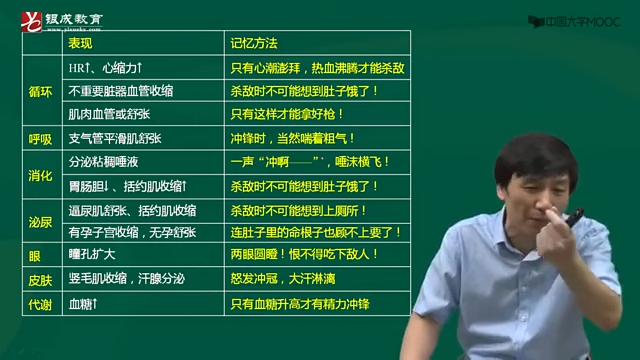 银成教育
www.yixueks.com
中国大学MOOC
表现 记忆方法
循环 HR↑、心缩力↑ 只有心潮澎拜，热血沸腾才能杀敌
不重要脏器血管收缩 杀敌时不可能想到肚子饿了！
肌肉血管或舒张 只有这样才能拿好枪！
呼吸 支气管平滑肌舒张 冲锋时，当然喘着粗气！
消化 分泌粘稠唾液 一声“冲啊——”，唾沫横飞！
胃肠胆↓、括约肌收缩↑ 杀敌时不可能想到肚子饿了！
泌尿 逼尿肌舒张、括约肌收缩 杀敌时不可能想到上厕所！
有孕子宫收缩，无孕舒张 连肚子里的命根子也顾不上要了！
眼 瞳孔扩大 两眼圆瞪！恨不得吃下敌人！
皮肤 竖毛肌收缩，汗腺分泌 怒发冲冠，大汗淋漓
代谢 血糖↑ 只有血糖升高才有精力冲锋